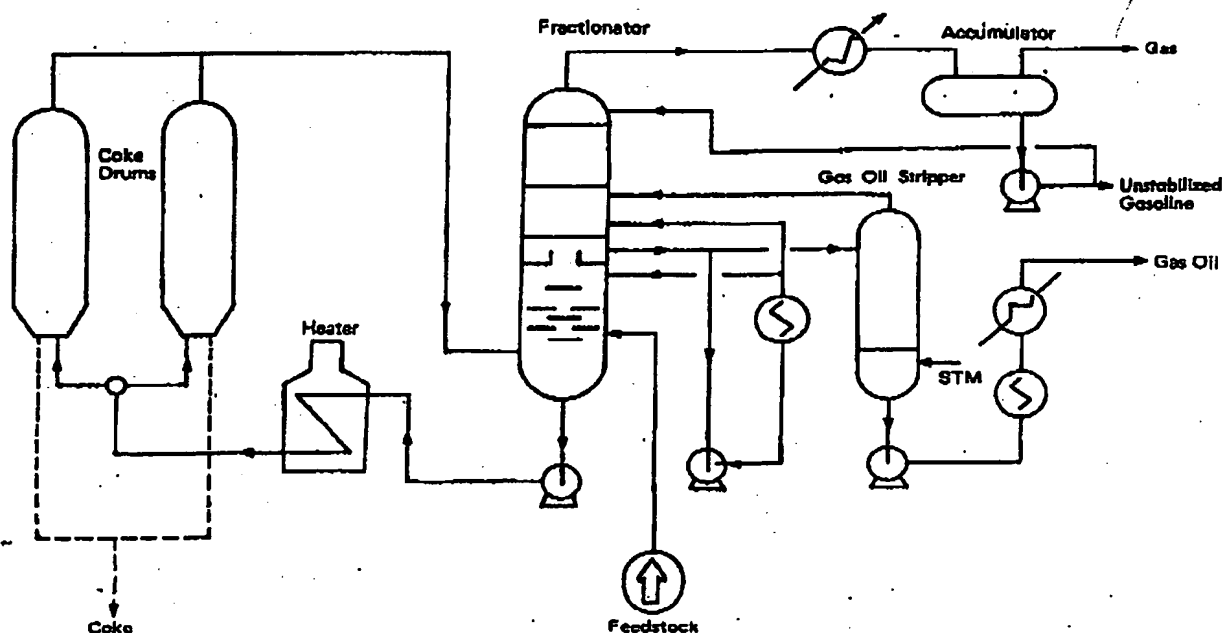 Fractionator
Accumulator
Gas
Coke
Drums
Gas Oil Stripper
Unstabilized
Gasoline
Gas Oil
Heater
STM
Coke
Feedstock